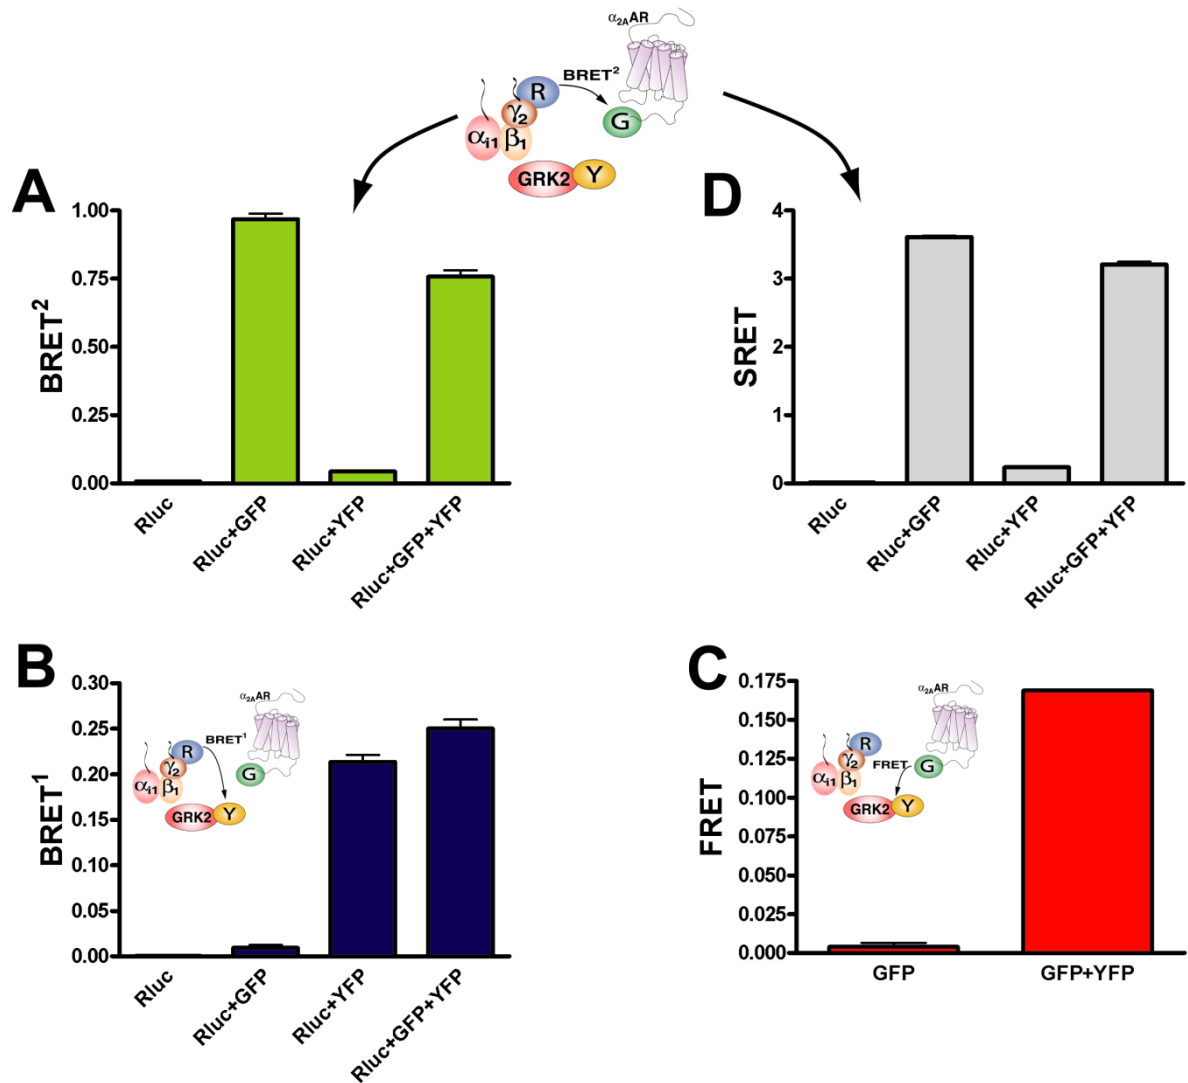 α2AAR
BRET2
R
γ2
G
αi1
β1
GRK2
Y
A
1.00
0.75
0.50
0.25
0.00
BRET2
Rluc
Rluc+GFP
Rluc+YFP
Rluc+GFP+YFP
D
4
3
2
1
0
SRET
Rluc
Rluc+GFP
Rluc+YFP
Rluc+GFP+YFP
B
0.30
0.25
0.20
0.15
0.10
0.05
0.00
BRET1
α2AAR
BRET1
R
γ2
G
αi1
β1
GRK2
Y
Rluc
Rluc+GFP
Rluc+YFP
Rluc+GFP+YFP
C
0.175
0.150
0.125
0.100
0.075
0.050
0.025
0.000
FRET
α2AAR
R
γ2
FRET
G
αi1
β1
GRK2
Y
GFP
GFP+YFP